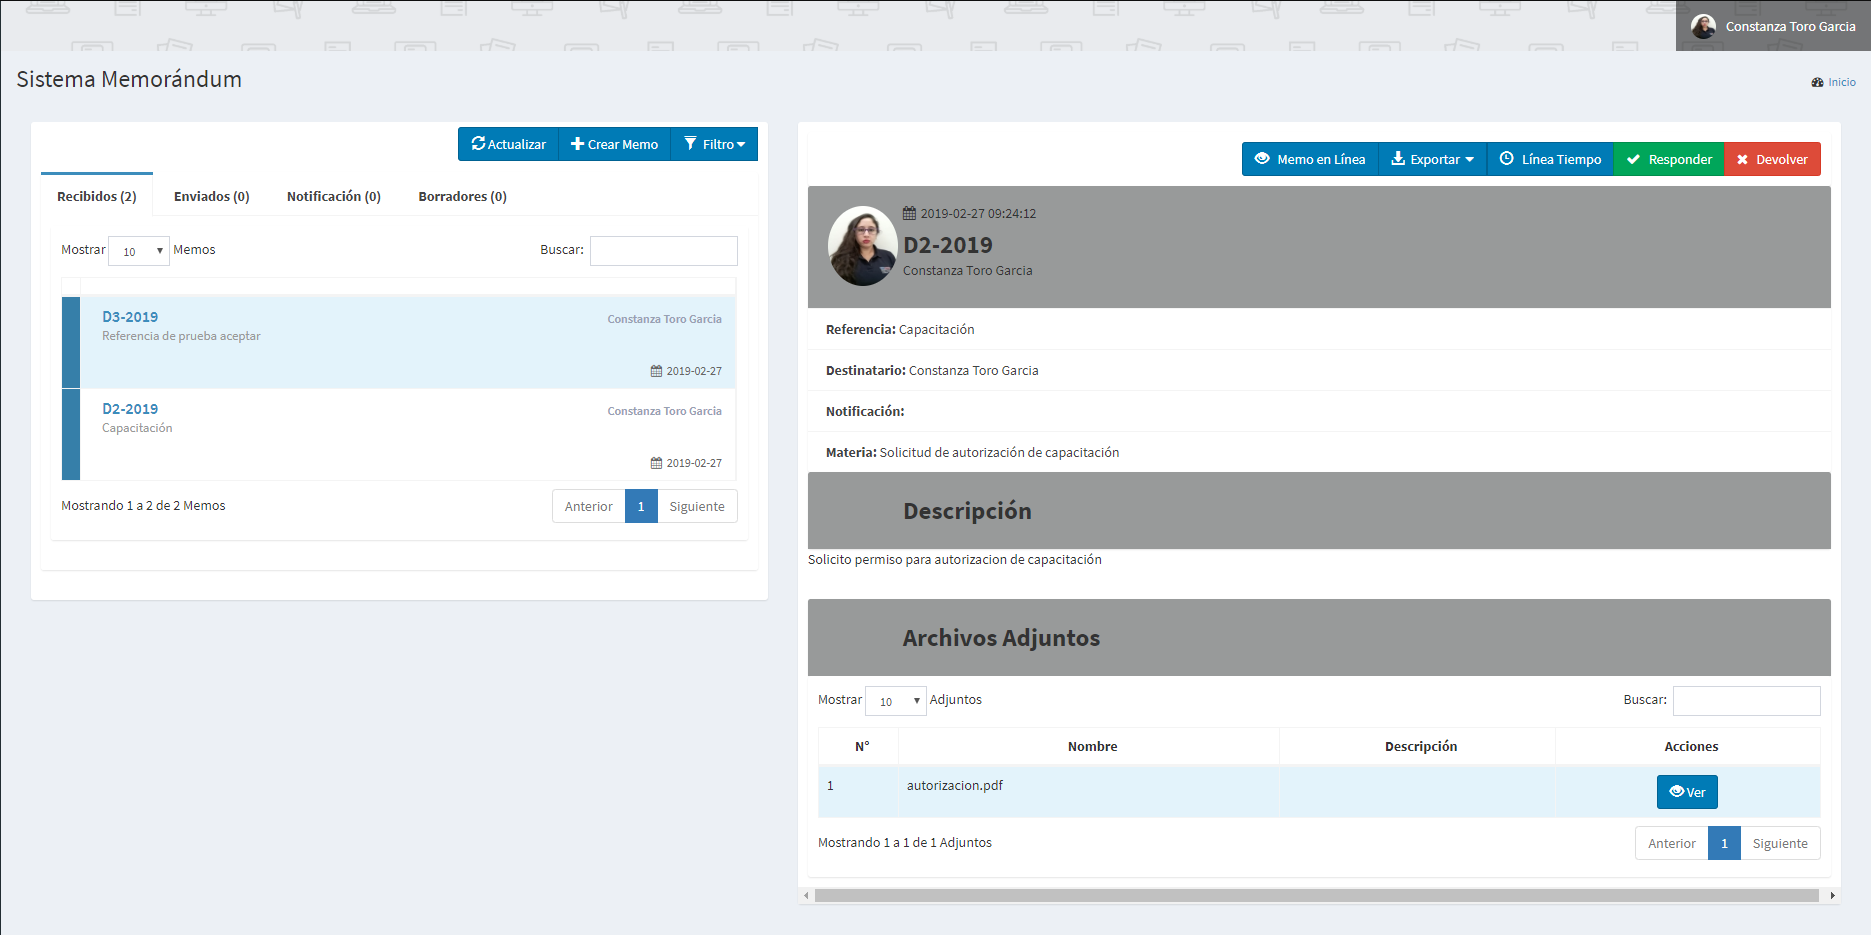 Constanza Toro Garcia
Sistema Memorándum
Inicio
Actualizar Crear Memo Filtro
Recibidos (2) Enviados (0) Notificación (0) Borradores (0)
Mostrar 10 Memos Buscar:
D3-2019 Constanza Toro Garcia
Referencia de prueba aceptar
2019-02-27
D2-2019 Constanza Toro Garcia
Capacitación
2019-02-27
Mostrando 1 a 2 de 2 Memos Anterior 1 Siguiente
Memo en Línea Exportar Línea Tiempo Responder Devolver
2019-02-27 09:24:12
D2-2019
Constanza Toro Garcia
Referencia: Capacitación
Destinatario: Constanza Toro Garcia
Notificación:
Materia: Solicitud de autorización de capacitación
Descripción
Solicito permiso para autorizacion de capacitación
Archivos Adjuntos
Mostrar 10 Adjuntos Buscar:
N° Nombre Descripción Acciones
1 autorizacion.pdf Ver
Mostrando 1 a 1 de 1 Adjuntos Anterior 1 Siguiente